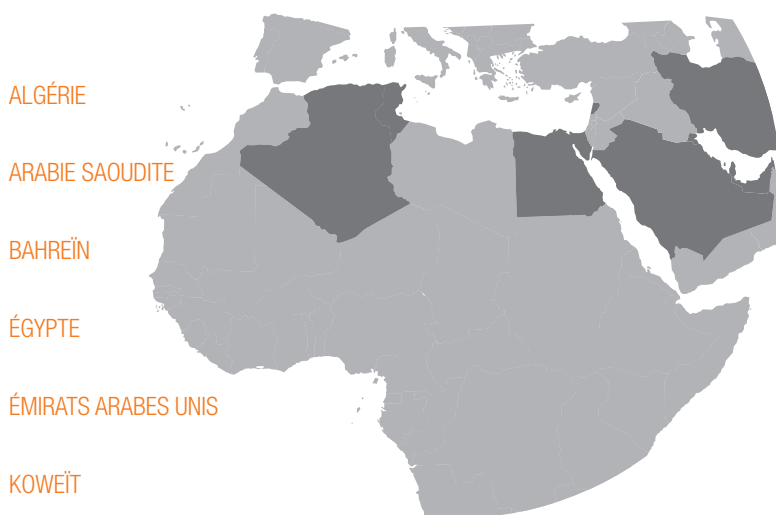 ALGÉRIE
ARABIE SAOUDITE
BAHREÏN
ÉGYPTE
ÉMIRATS ARABES UNIS
KOWEÏT